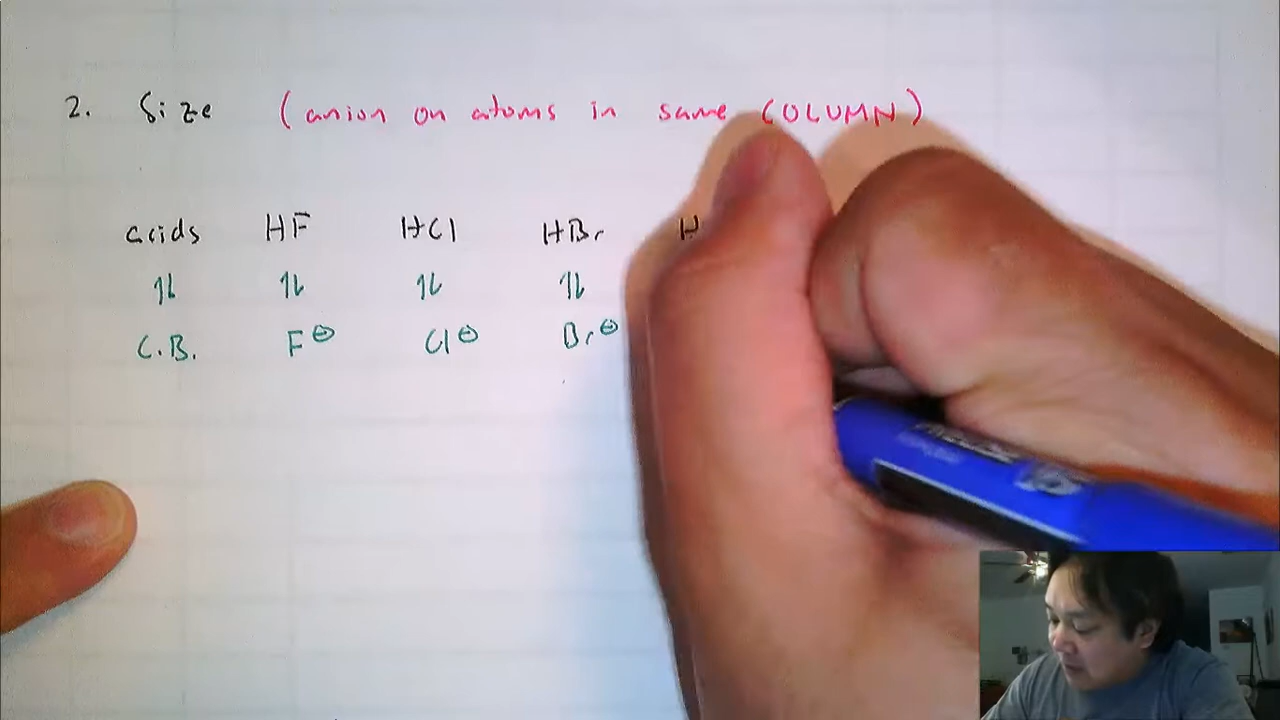 2. Size (anion on atoms in same COLUMN)
acids HF HCl HBr H
⇅ ⇅ ⇅ ⇅
C.B. F⊖ Cl⊖ Br⊖